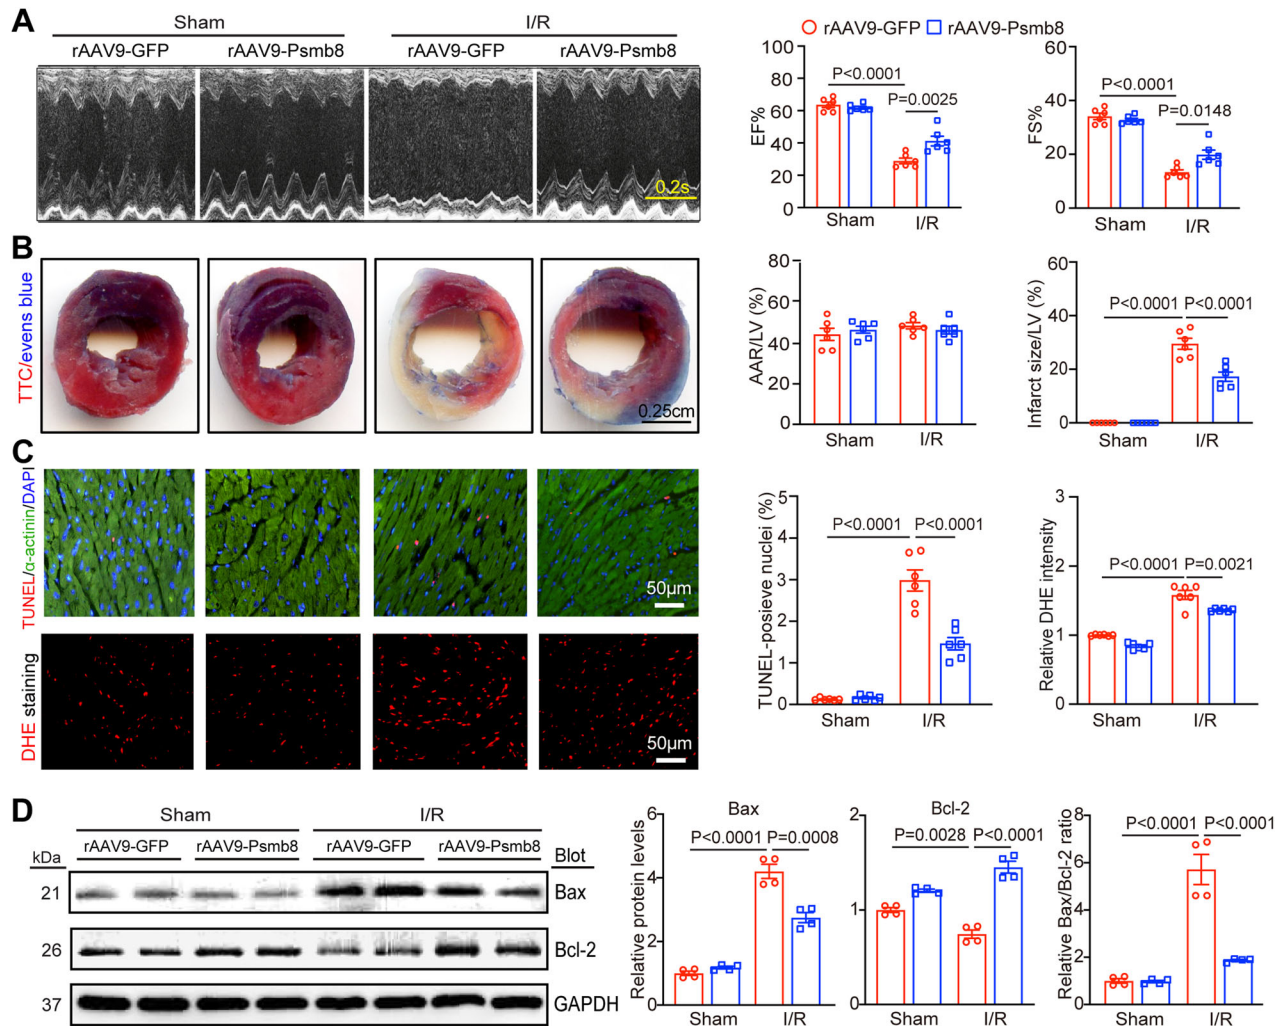 A
Sham
I/R
rAAV9-GFP
rAAV9-Psmb8
rAAV9-GFP
rAAV9-Psmb8
0.2s
rAAV9-GFP
rAAV9-Psmb8
EF%
100
80
60
40
20
0
P<0.0001
P=0.0025
Sham
I/R
FS%
60
40
20
0
P<0.0001
P=0.0148
Sham
I/R
B
TTC/evens blue
0.25cm
AAR/LV (%)
80
60
40
20
0
Sham
I/R
Infarct size/LV (%)
60
40
20
0
P<0.0001
P<0.0001
Sham
I/R
C
TUNEL/α-actinin/DAPI
50µm
DHE staining
50µm
TUNEL-posieve nuclei (%)
5
4
3
2
1
0
P<0.0001
P<0.0001
Sham
I/R
Relative DHE intensity
3
2
1
0
P<0.0001
P=0.0021
Sham
I/R
D
Sham
I/R
kDa
rAAV9-GFP
rAAV9-Psmb8
rAAV9-GFP
rAAV9-Psmb8
Blot
21
Bax
26
Bcl-2
37
GAPDH
Bax
Relative protein levels
6
4
2
0
P<0.0001
P=0.0008
Sham
I/R
Bcl-2
2
1
0
P=0.0028
P<0.0001
Sham
I/R
Relative Bax/Bcl-2 ratio
8
6
4
2
0
P<0.0001
P<0.0001
Sham
I/R